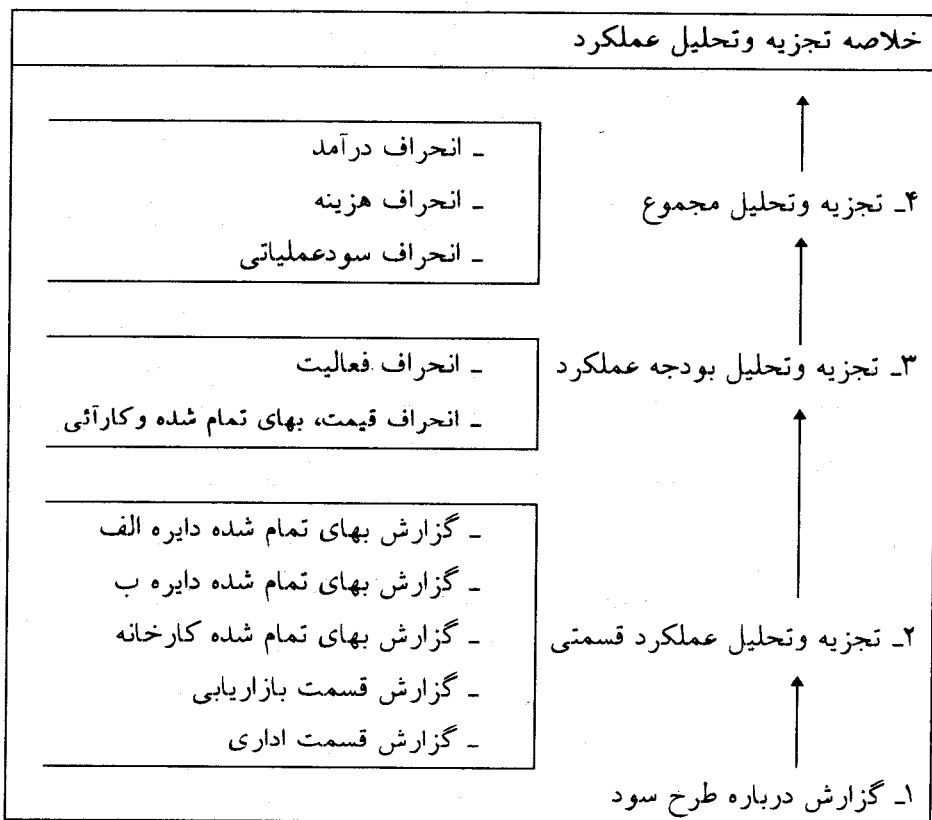 خلاصه تجزیه وتحلیل عملکرد
۴ـ تجزیه وتحلیل مجموع
ـ انحراف درآمد
ـ انحراف هزینه
ـ انحراف سودعملیاتی
۳ـ تجزیه وتحلیل بودجه عملکرد
ـ انحراف فعالیت
ـ انحراف قیمت، بهای تمام شده وکارآئی
۲ـ تجزیه وتحلیل عملکرد قسمتی
ـ گزارش بهای تمام شده دایره الف
ـ گزارش بهای تمام شده دایره ب
ـ گزارش بهای تمام شده کارخانه
ـ گزارش قسمت بازاریابی
ـ گزارش قسمت اداری
۱ـ گزارش درباره طرح سود